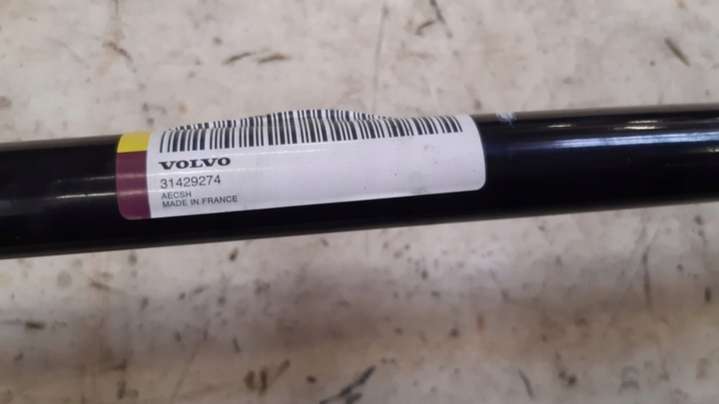 VOLVO
31429274
AECSH
MADE IN FRANCE